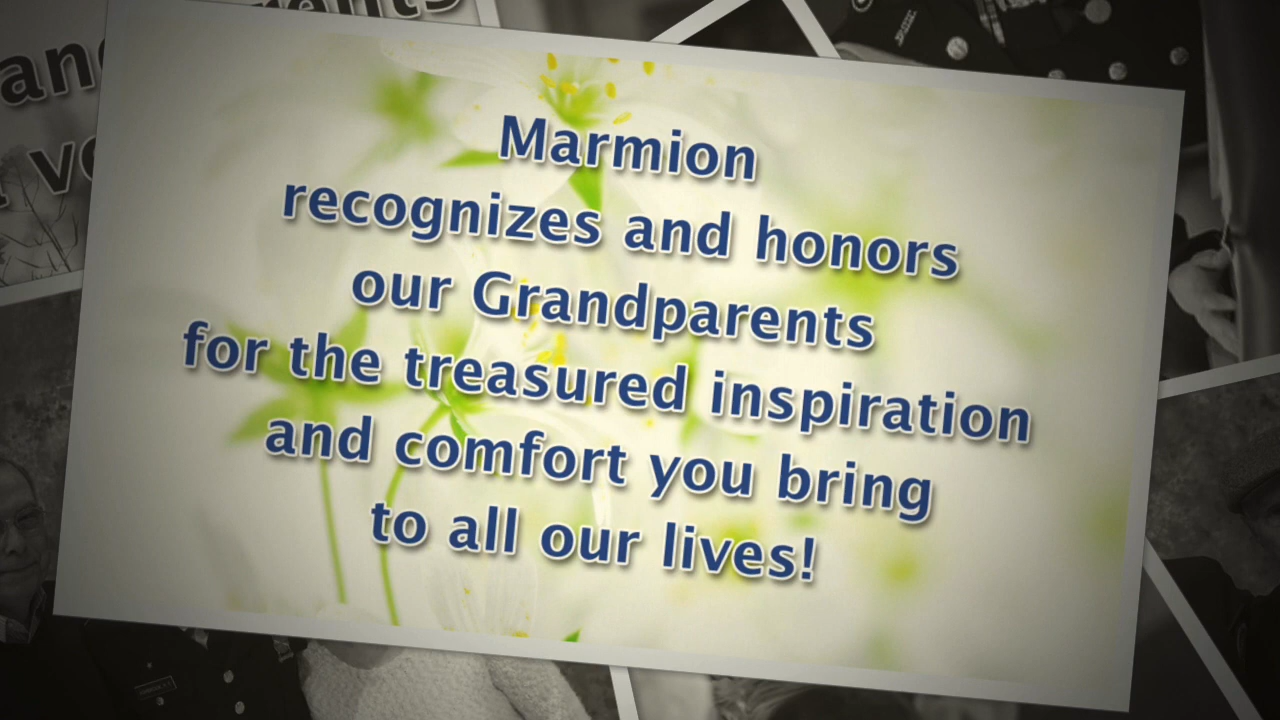 Marmion
recognizes and honors
our Grandparents
for the treasured inspiration
and comfort you bring
to all our lives!